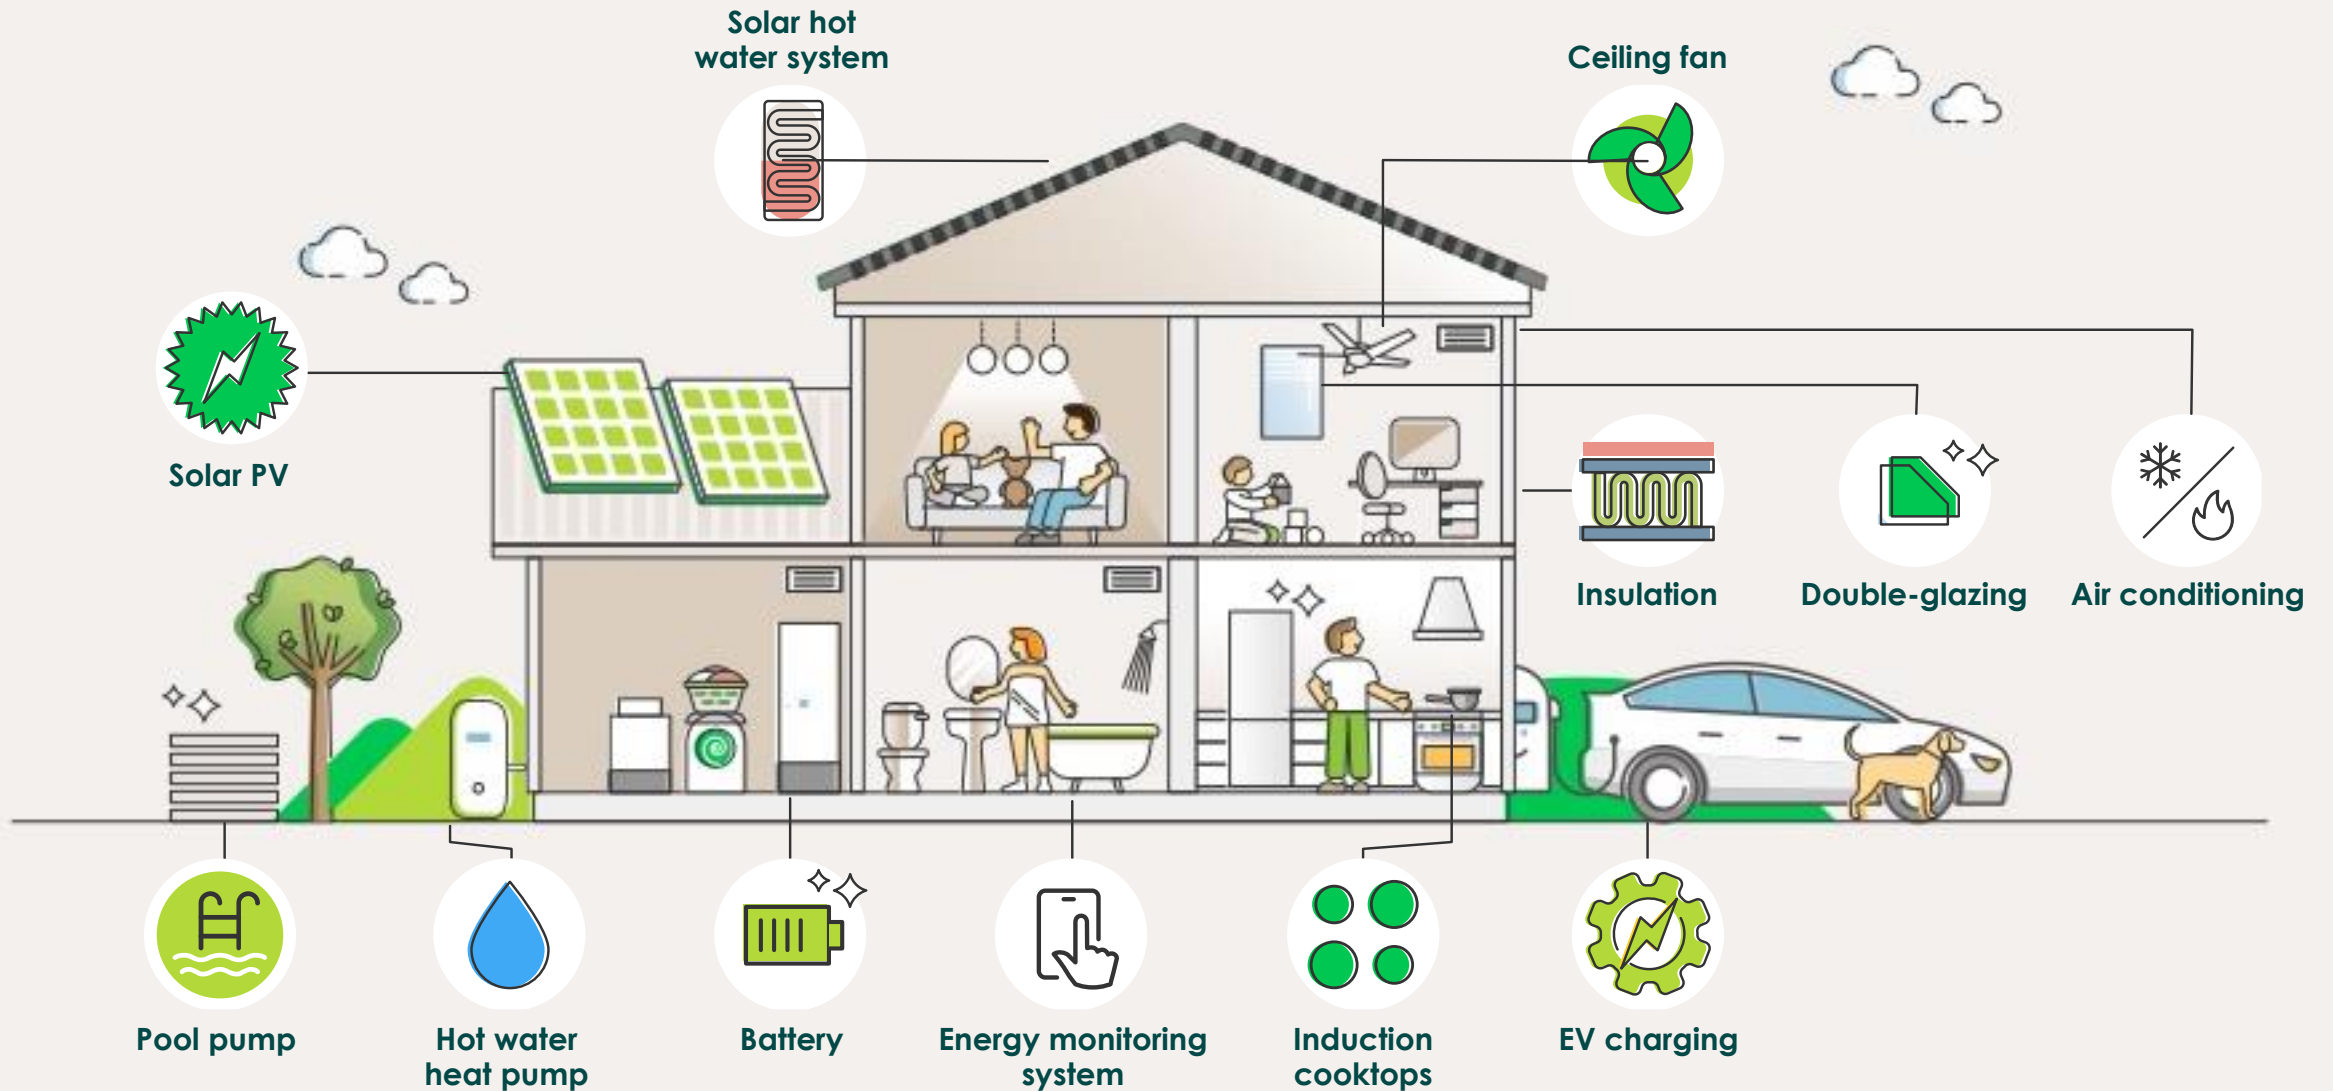 Solar hot
water system
Ceiling fan
Solar PV
Insulation
Double-glazing
Air conditioning
Pool pump
Hot water
heat pump
Battery
Energy monitoring
system
Induction
cooktops
EV charging